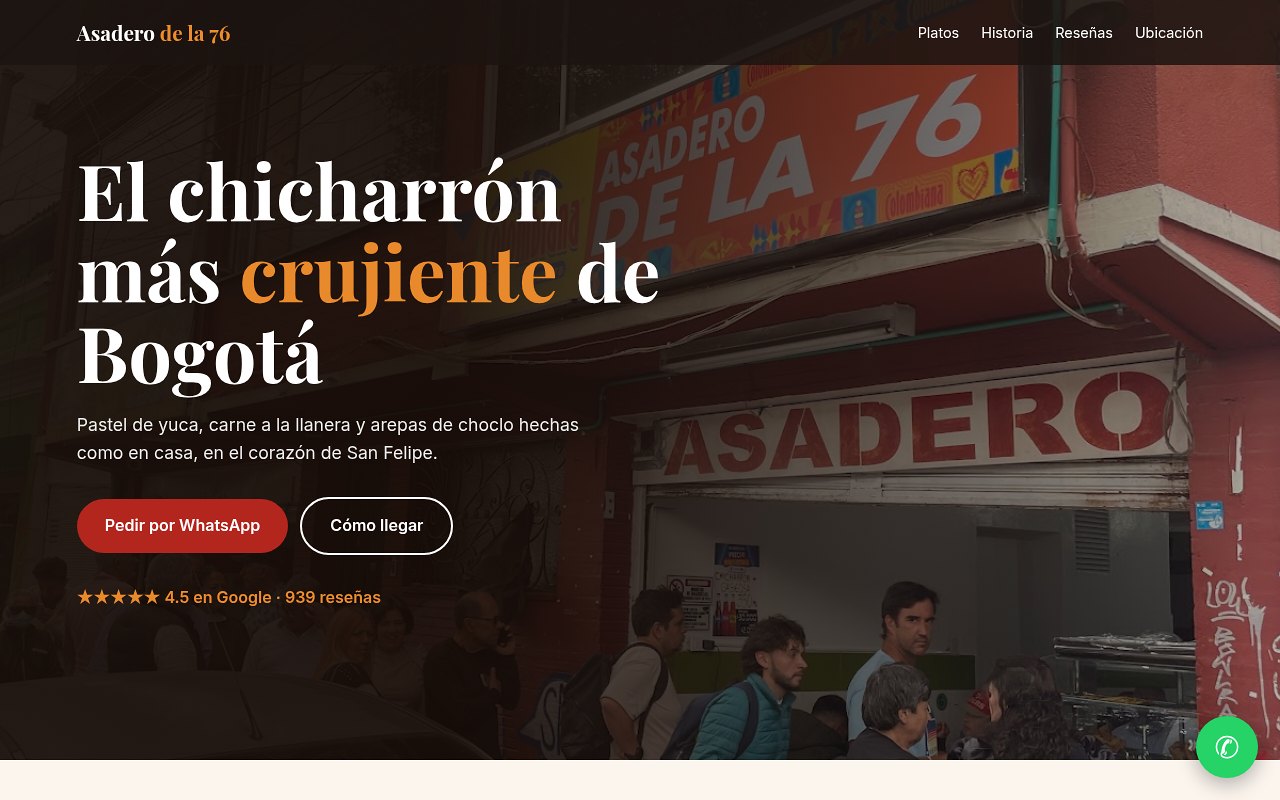 Asadero de la 76
Platos
Historia
Reseñas
Ubicación
ASADERO
DE LA 76
Colombiana
Colombiana
El chicharrón
más crujiente de
Bogotá
Pastel de yuca, carne a la llanera y arepas de choclo hechas
como en casa, en el corazón de San Felipe.
ASADERO
Pedir por WhatsApp
Cómo llegar
★★★★★ 4.5 en Google · 939 reseñas